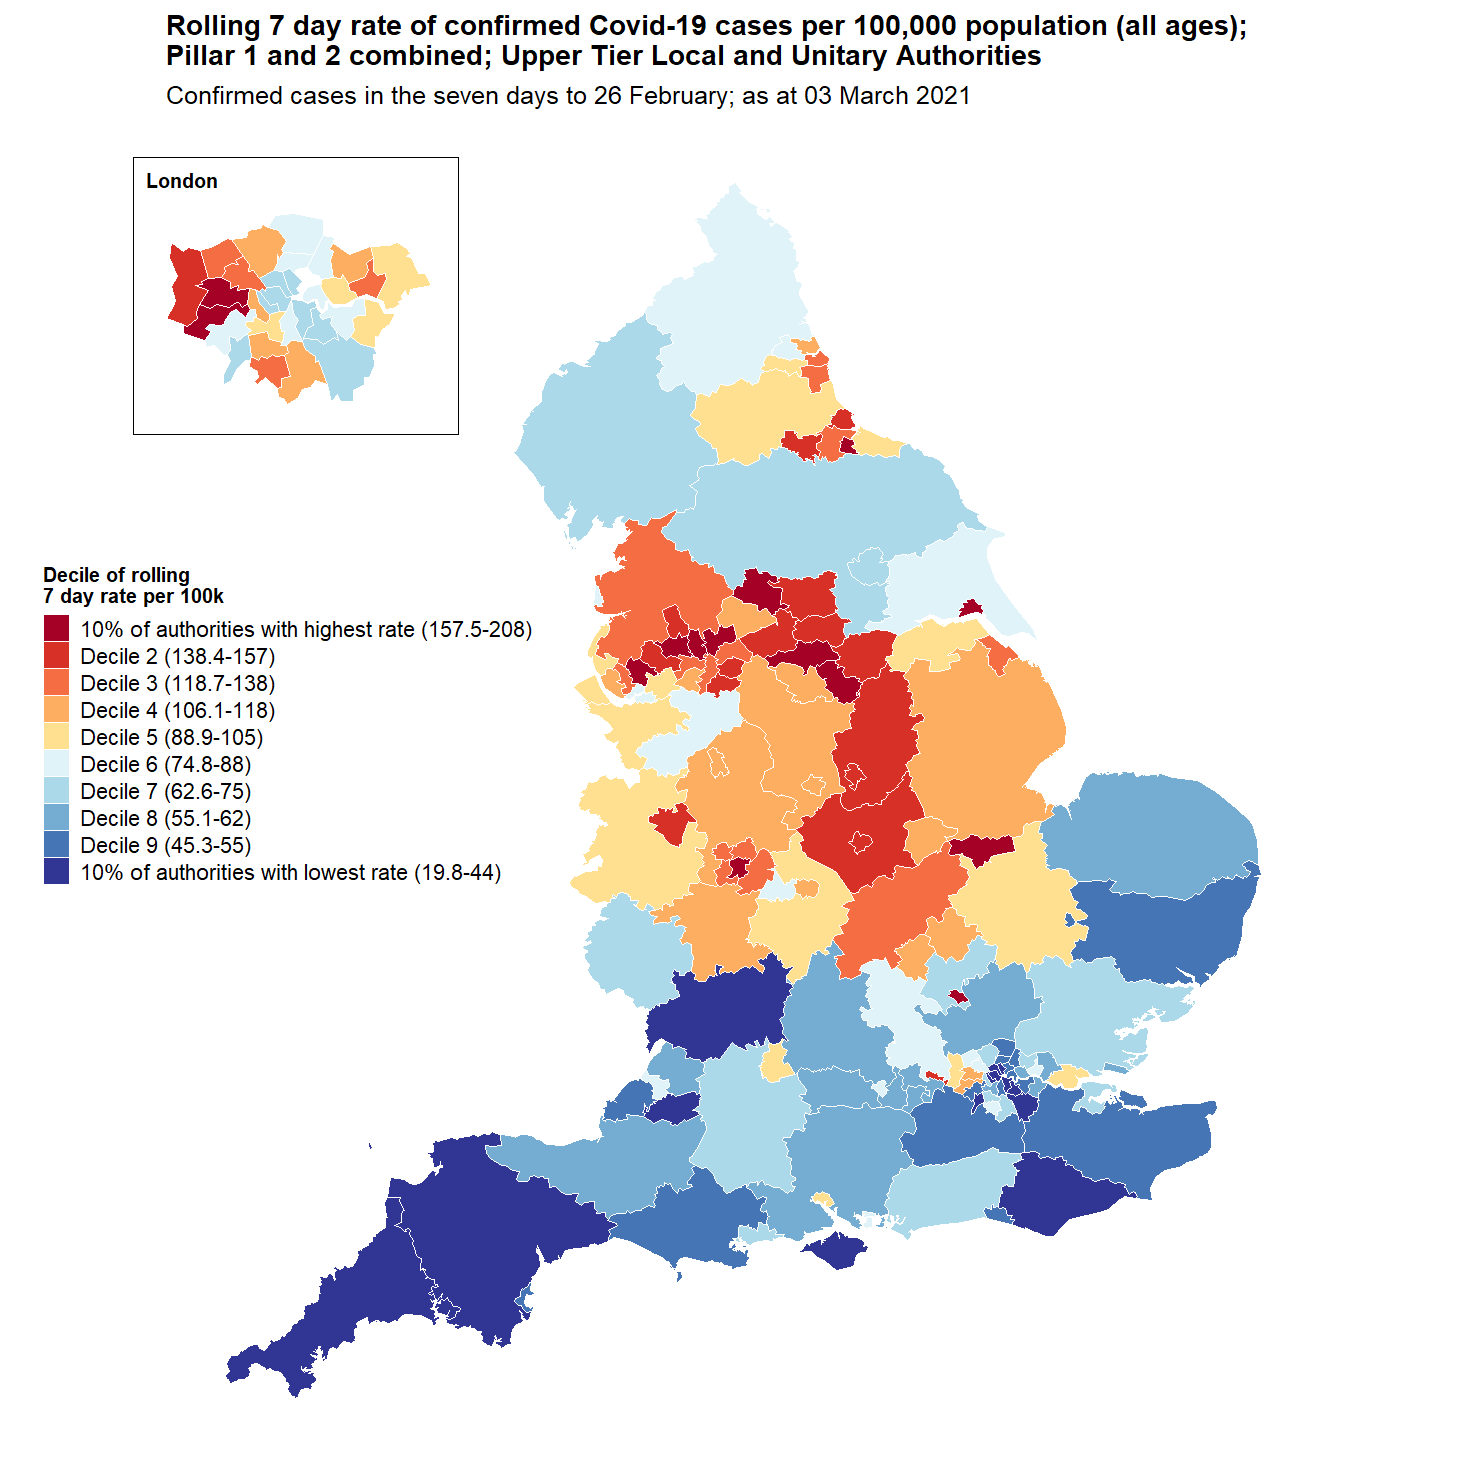 Rolling 7 day rate of confirmed Covid-19 cases per 100,000 population (all ages);
Pillar 1 and 2 combined; Upper Tier Local and Unitary Authorities
Confirmed cases in the seven days to 26 February; as at 03 March 2021
London
Decile of rolling
7 day rate per 100k
10% of authorities with highest rate (157.5-208)
Decile 2 (138.4-157)
Decile 3 (118.7-138)
Decile 4 (106.1-118)
Decile 5 (88.9-105)
Decile 6 (74.8-88)
Decile 7 (62.6-75)
Decile 8 (55.1-62)
Decile 9 (45.3-55)
10% of authorities with lowest rate (19.8-44)